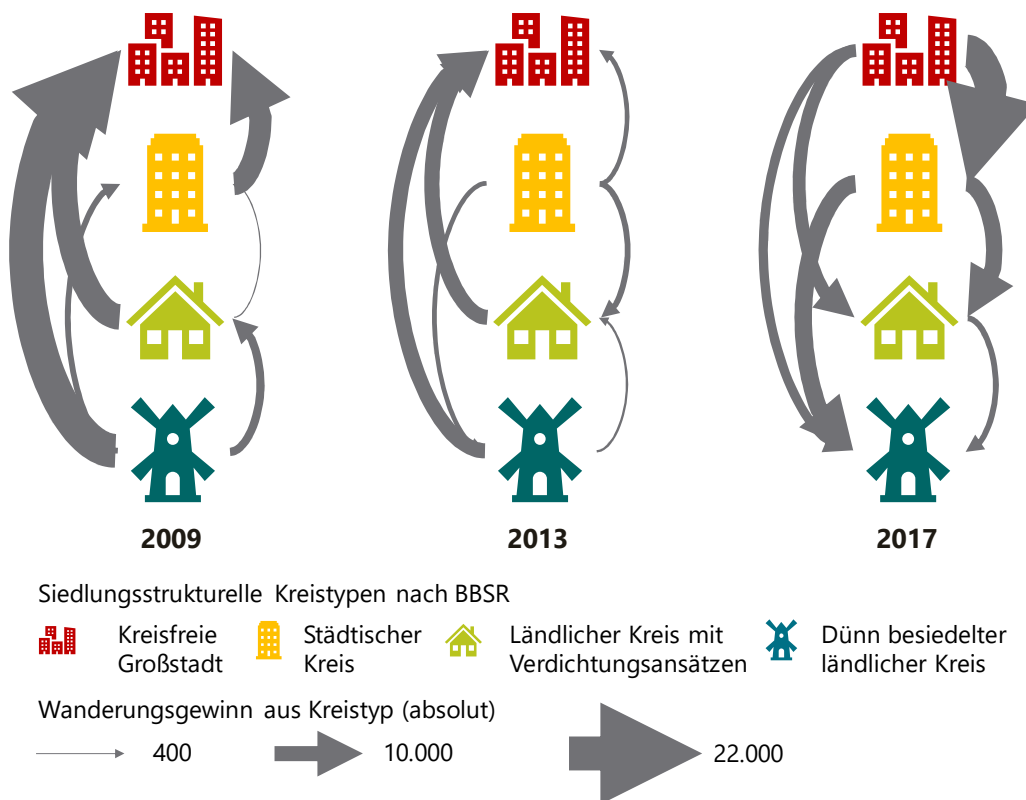 2009
2013
2017
Siedlungsstrukturelle Kreistypen nach BBSR
Kreisfreie
Großstadt
Städtischer
Kreis
Ländlicher Kreis mit
Verdichtungsansätzen
Dünn besiedelter
ländlicher Kreis
Wanderungsgewinn aus Kreistyp (absolut)
400
10.000
22.000